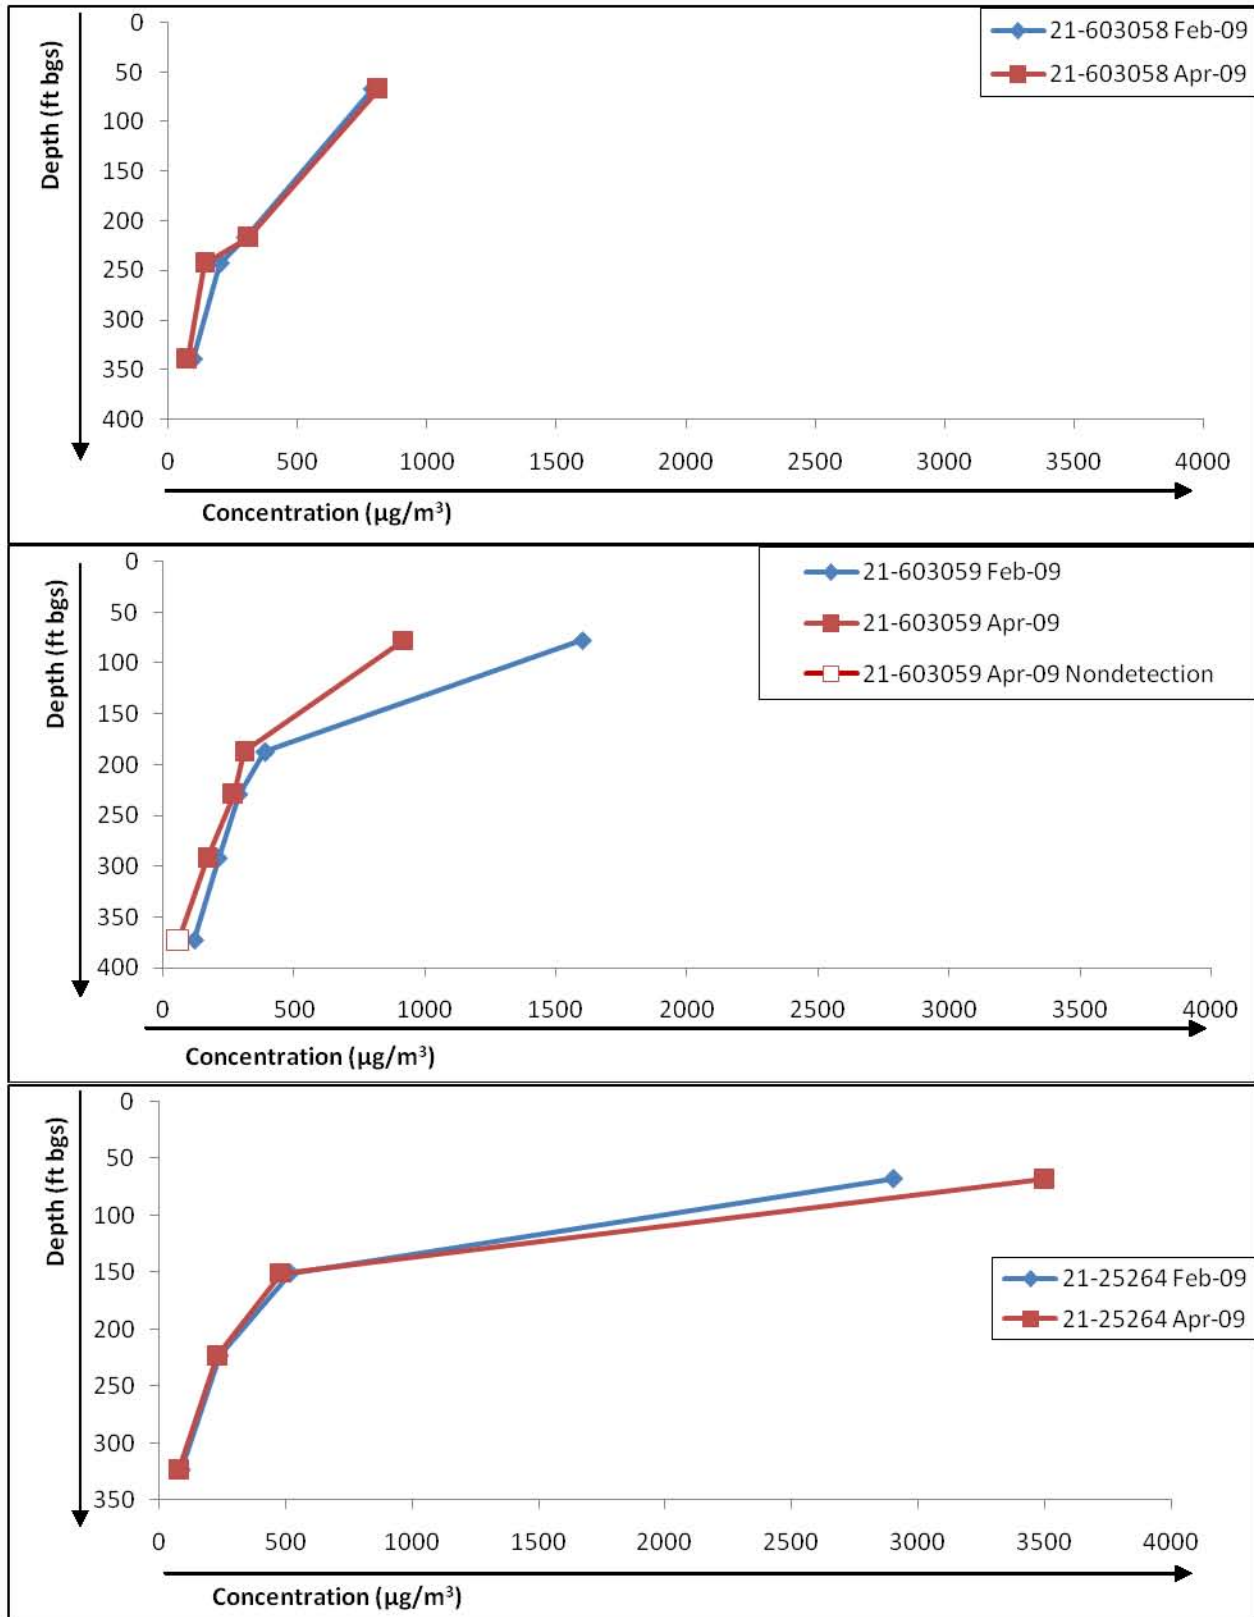 Depth (ft bgs)
0
50
100
150
200
250
300
350
400
0 500 1000 1500 2000 2500 3000 3500 4000
Concentration (µg/m³)
21-603058 Feb-09
21-603058 Apr-09
Depth (ft bgs)
0
50
100
150
200
250
300
350
400
0 500 1000 1500 2000 2500 3000 3500 4000
Concentration (µg/m³)
21-603059 Feb-09
21-603059 Apr-09
21-603059 Apr-09 Nondetection
Depth (ft bgs)
0
50
100
150
200
250
300
350
0 500 1000 1500 2000 2500 3000 3500 4000
Concentration (µg/m³)
21-25264 Feb-09
21-25264 Apr-09